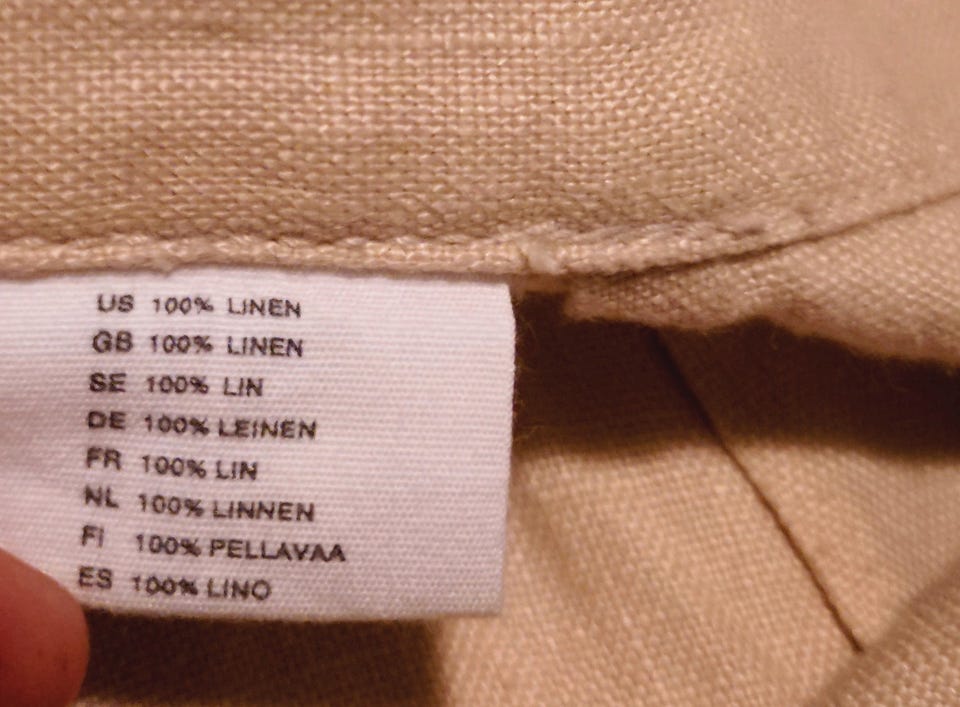 US 100% LINEN
GB 100% LINEN
SE 100% LIN
DE 100% LEINEN
FR 100% LIN
NL 100% LINNEN
FI 100% PELLAVAA
ES 100% LINO